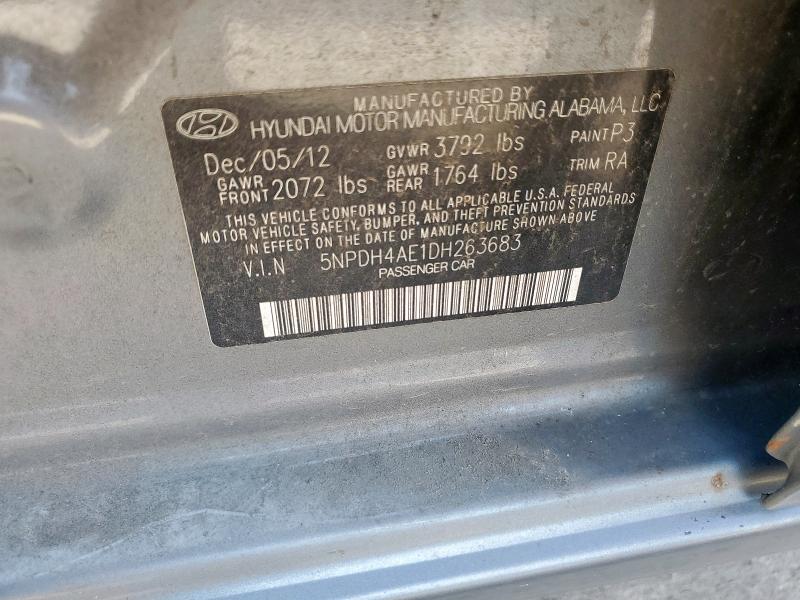 MANUFACTURED BY
HYUNDAI MOTOR MANUFACTURING ALABAMA, LLC
Dec/05/12 GVWR 3792 lbs PAINT P3
GAWR FRONT 2072 lbs GAWR REAR 1764 lbs TRIM RA
THIS VEHICLE CONFORMS TO ALL APPLICABLE U.S.A. FEDERAL
MOTOR VEHICLE SAFETY, BUMPER, AND THEFT PREVENTION STANDARDS
IN EFFECT ON THE DATE OF MANUFACTURE SHOWN ABOVE
V.I.N 5NPDH4AE1DH263683
PASSENGER CAR